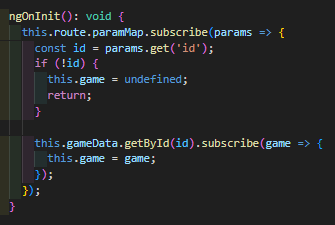 ngOnInit(): void {
this.route.paramMap.subscribe(params => {
const id = params.get('id');
if (!id) {
this.game = undefined;
return;
}
this.gameData.getById(id).subscribe(game => {
this.game = game;
});
});
}